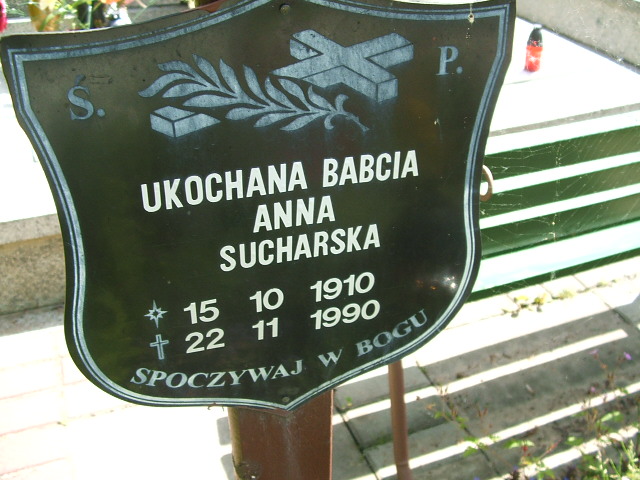 Ś. P.
UKOCHANA BABCIA
ANNA
SUCHARSKA
15 10 1910
22 11 1990
SPOCZYWAJ W BOGU